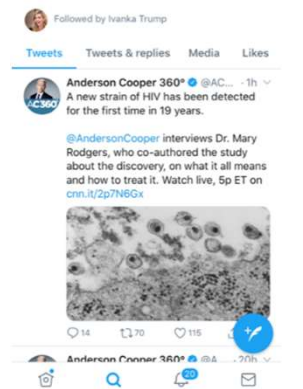 Followed by Ivanka Trump
Tweets Tweets & replies Media Likes
Anderson Cooper 360° @AC... · 1h
AC360°
A new strain of HIV has been detected
for the first time in 19 years.
@AndersonCooper interviews Dr. Mary
Rodgers, who co-authored the study
about the discovery, on what it all means
and how to treat it. Watch live, 5p ET on
cnn.it/2p7N6Gx
14 70 115
Anderson Cooper 360° @A... · 20h
20